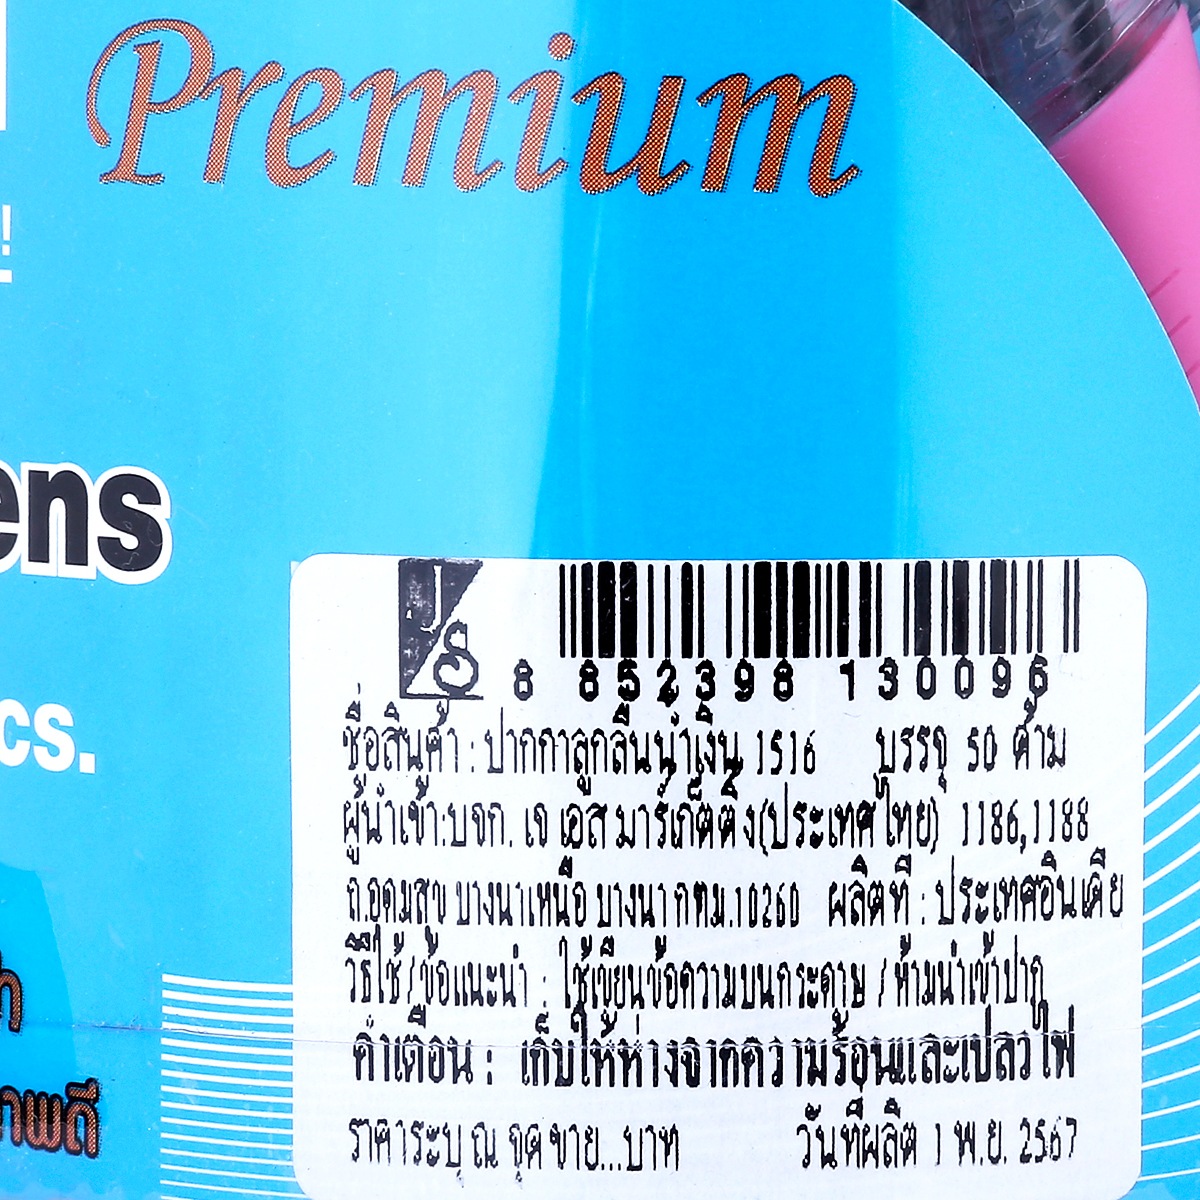 Premium
!
ens
cs.
JS
8 852398 130096
ชื่อสินค้า : ปากกาลูกลื่นน้ำเงิน 1516 บรรจุ 50 ด้าม
ผู้นำเข้า:บจก. เจ เอส มาร์เก็ตติ้ง(ประเทศไทย) 1186,1188
ถ.อุดมสุข บางนาเหนือ บางนา กทม.10260 ผลิตที่ : ประเทศอินเดีย
วิธีใช้/ข้อแนะนำ : ใช้เขียนข้อความบนกระดาษ / ห้ามนำเข้าปาก
คำเตือน : เก็บให้ห่างจากความร้อนและเปลวไฟ
ราคาระบุ ณ จุดขาย...บาท วันที่ผลิต 1 พ.ย. 2567
าพดี